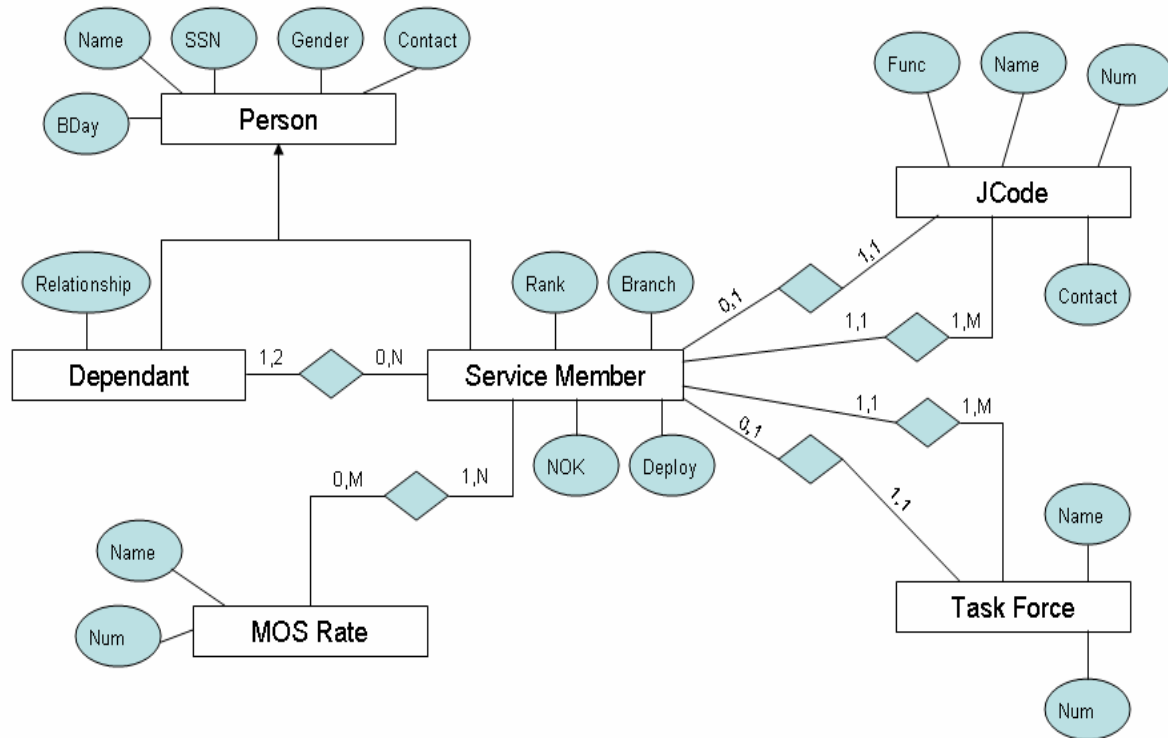 Name
SSN
Gender
Contact
BDay
Person
Func
Name
Num
JCode
Contact
Relationship
Rank
Branch
0,1
1,1
1,1
1,M
Dependant
1,2
0,N
Service Member
NOK
Deploy
1,1
1,M
0,1
1,1
0,M
1,N
Name
Num
MOS Rate
Name
Task Force
Num